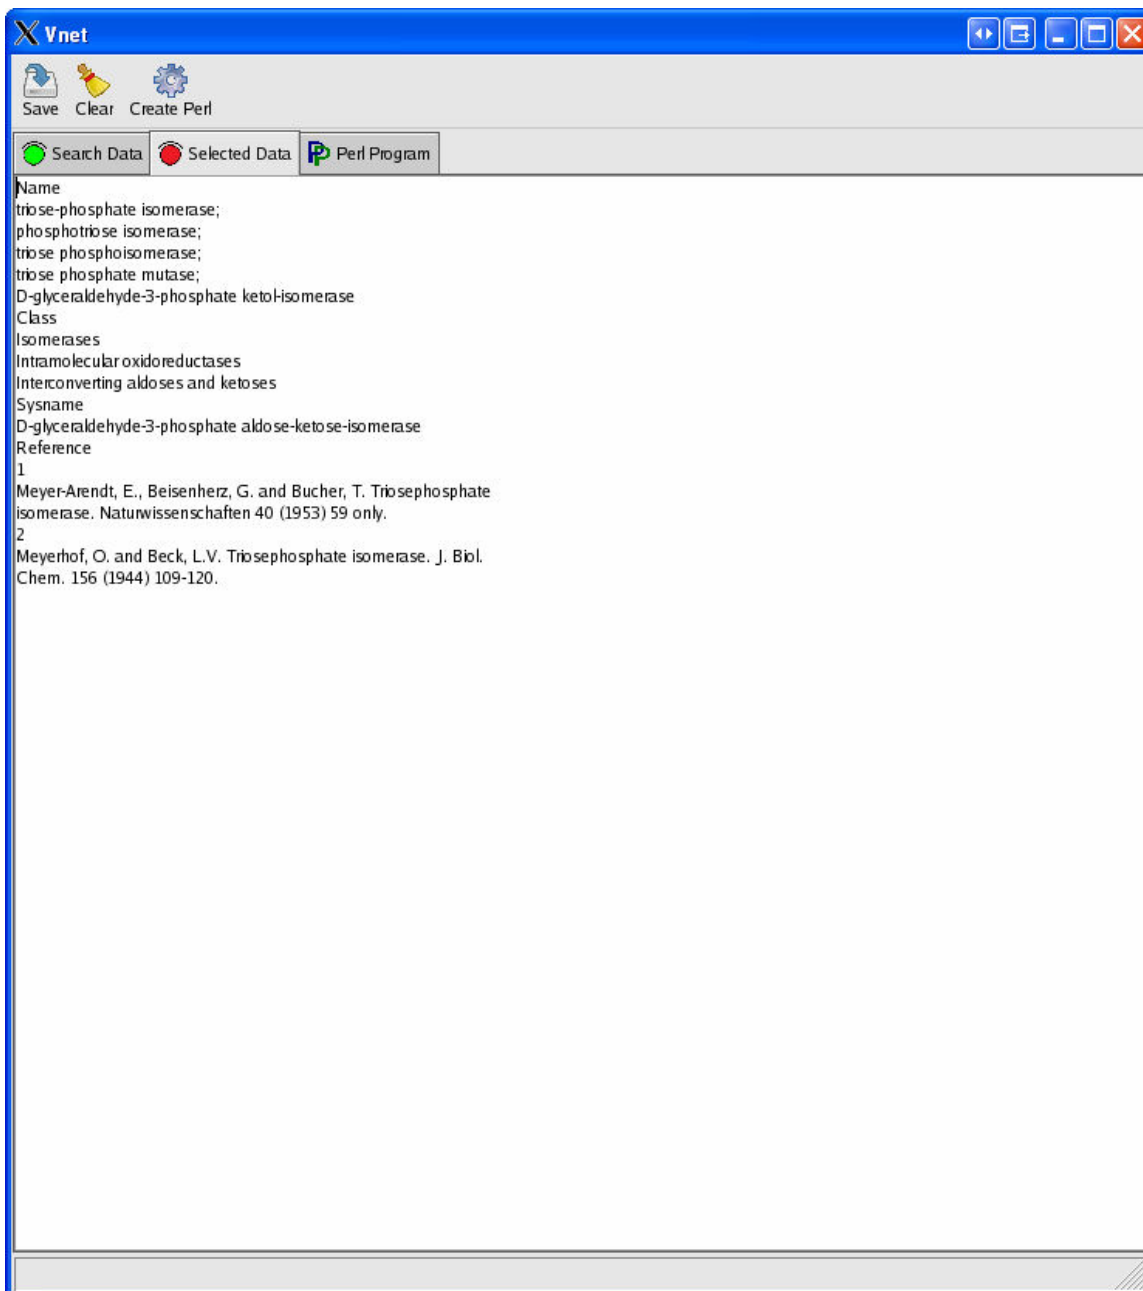 Vnet
Save Clear Create Perl
Search Data Selected Data Perl Program
Name
triose-phosphate isomerase;
phosphotriose isomerase;
triose phosphoisomerase;
triose phosphate mutase;
D-glyceraldehyde-3-phosphate ketol-isomerase
Class
Isomerases
Intramolecular oxidoreductases
Interconverting aldoses and ketoses
Sysname
D-glyceraldehyde-3-phosphate aldose-ketose-isomerase
Reference
1
Meyer-Arendt, E., Beisenherz, G. and Bucher, T. Triosephosphate
isomerase. Naturwissenschaften 40 (1953) 59 only.
2
Meyerhof, O. and Beck, L.V. Triosephosphate isomerase. J. Biol.
Chem. 156 (1944) 109-120.